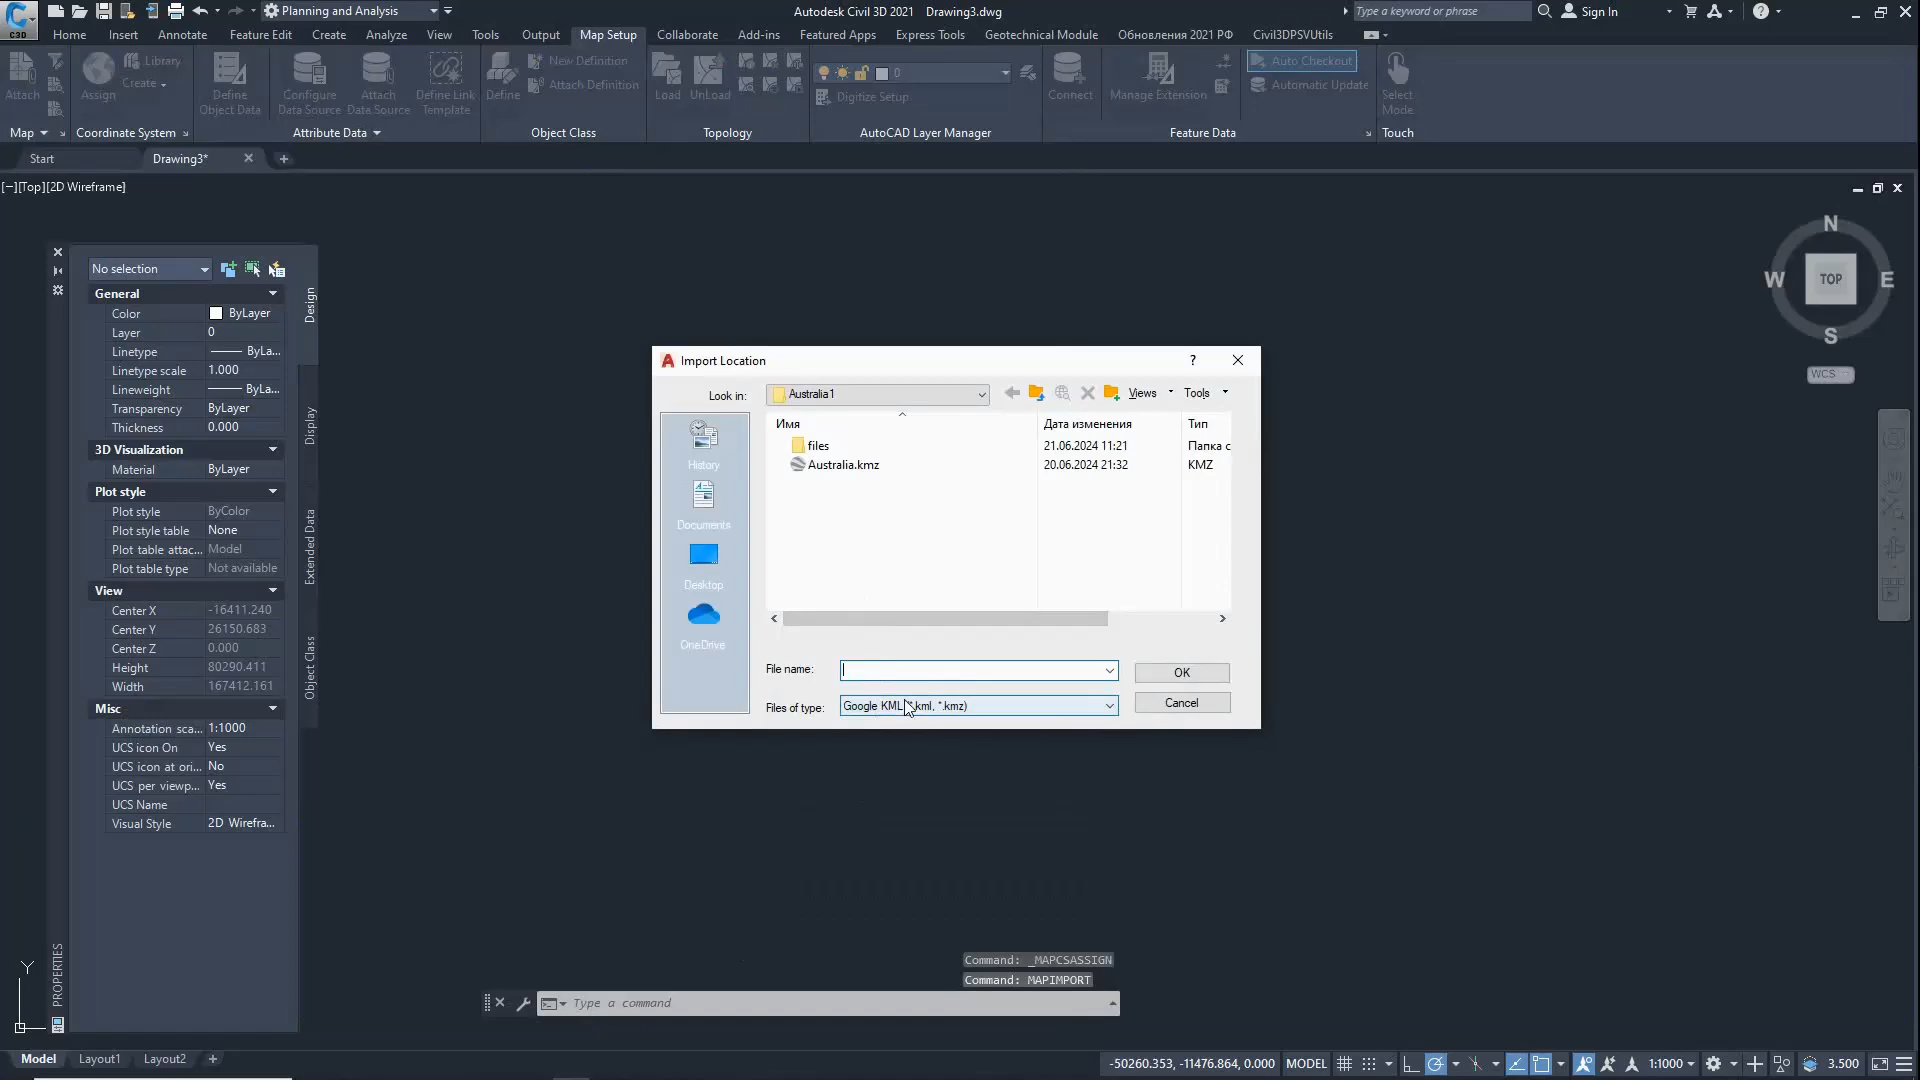 Planning and Analysis
Autodesk Civil 3D 2021 Drawing3.dwg
Type a keyword or phrase
Sign In
C3D
Home Insert Annotate Feature Edit Create Analyze View Tools Output Map Setup Collaborate Add-ins Featured Apps Express Tools Geotechnical Module Обновления 2021 РФ Civil3DPSVUtils
Attach
Assign
Library
Create
Define
Object Data
Configure
Data Source
Attach
Data Source
Define Link
Template
Define
New Definition
Attach Definition
Load
UnLoad
0
Digitize Setup
Connect
Manage Extension
Auto Checkout
Automatic Update
Select
Mode
Map Coordinate System Attribute Data Object Class Topology AutoCAD Layer Manager Feature Data Touch
Start Drawing3*
[−][Top][2D Wireframe]
N
W TOP E
S
WCS
No selection
General
Color ByLayer
Layer 0
Linetype ByLa...
Linetype scale 1.000
Lineweight ByLa...
Transparency ByLayer
Thickness 0.000
3D Visualization
Material ByLayer
Plot style
Plot style ByColor
Plot style table None
Plot table attac... Model
Plot table type Not available
View
Center X -16411.240
Center Y 26150.683
Center Z 0.000
Height 80290.411
Width 167412.161
Misc
Annotation sca... 1:1000
UCS icon On Yes
UCS icon at ori... No
UCS per viewp... Yes
UCS Name
Visual Style 2D Wirefra...
Design
Display
Extended Data
Object Class
PROPERTIES
Import Location
?
Look in: Australia1 Views Tools
History
Documents
Desktop
OneDrive
Имя Дата изменения Тип
files 21.06.2024 11:21 Папка с
Australia.kmz 20.06.2024 21:32 KMZ
File name: OK
Files of type: Google KML .kml, *.kmz) Cancel
Command: _MAPCSASSIGN
Command: MAPIMPORT
Type a command
Y
Model Layout1 Layout2
-50260.353, -11476.864, 0.000 MODEL 1:1000 3.500